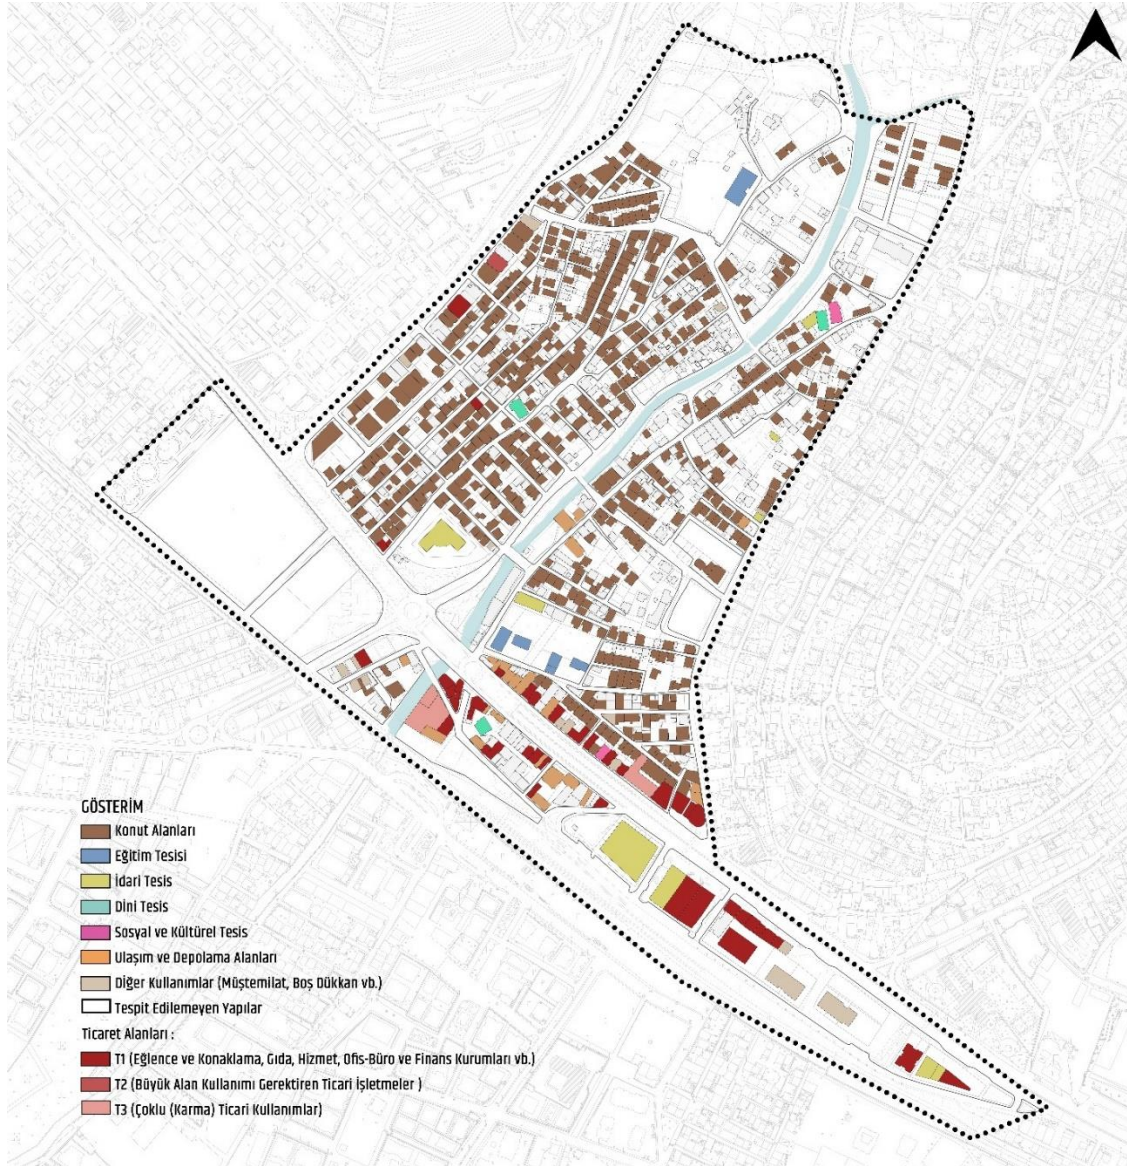 GÖSTERİM
Konut Alanları
Eğitim Tesisi
İdari Tesis
Dini Tesis
Sosyal ve Kültürel Tesis
Ulaşım ve Depolama Alanları
Diğer Kullanımlar (Müştemilat, Boş Dükkan vb.)
Tespit Edilemeyen Yapılar
Ticaret Alanları :
T1 (Eğlence ve Konaklama, Gıda, Hizmet, Ofis-Büro ve Finans Kurumları vb.)
T2 (Büyük Alan Kullanımı Gerektiren Ticari İşletmeler )
T3 (Çoklu (Karma) Ticari Kullanımlar)